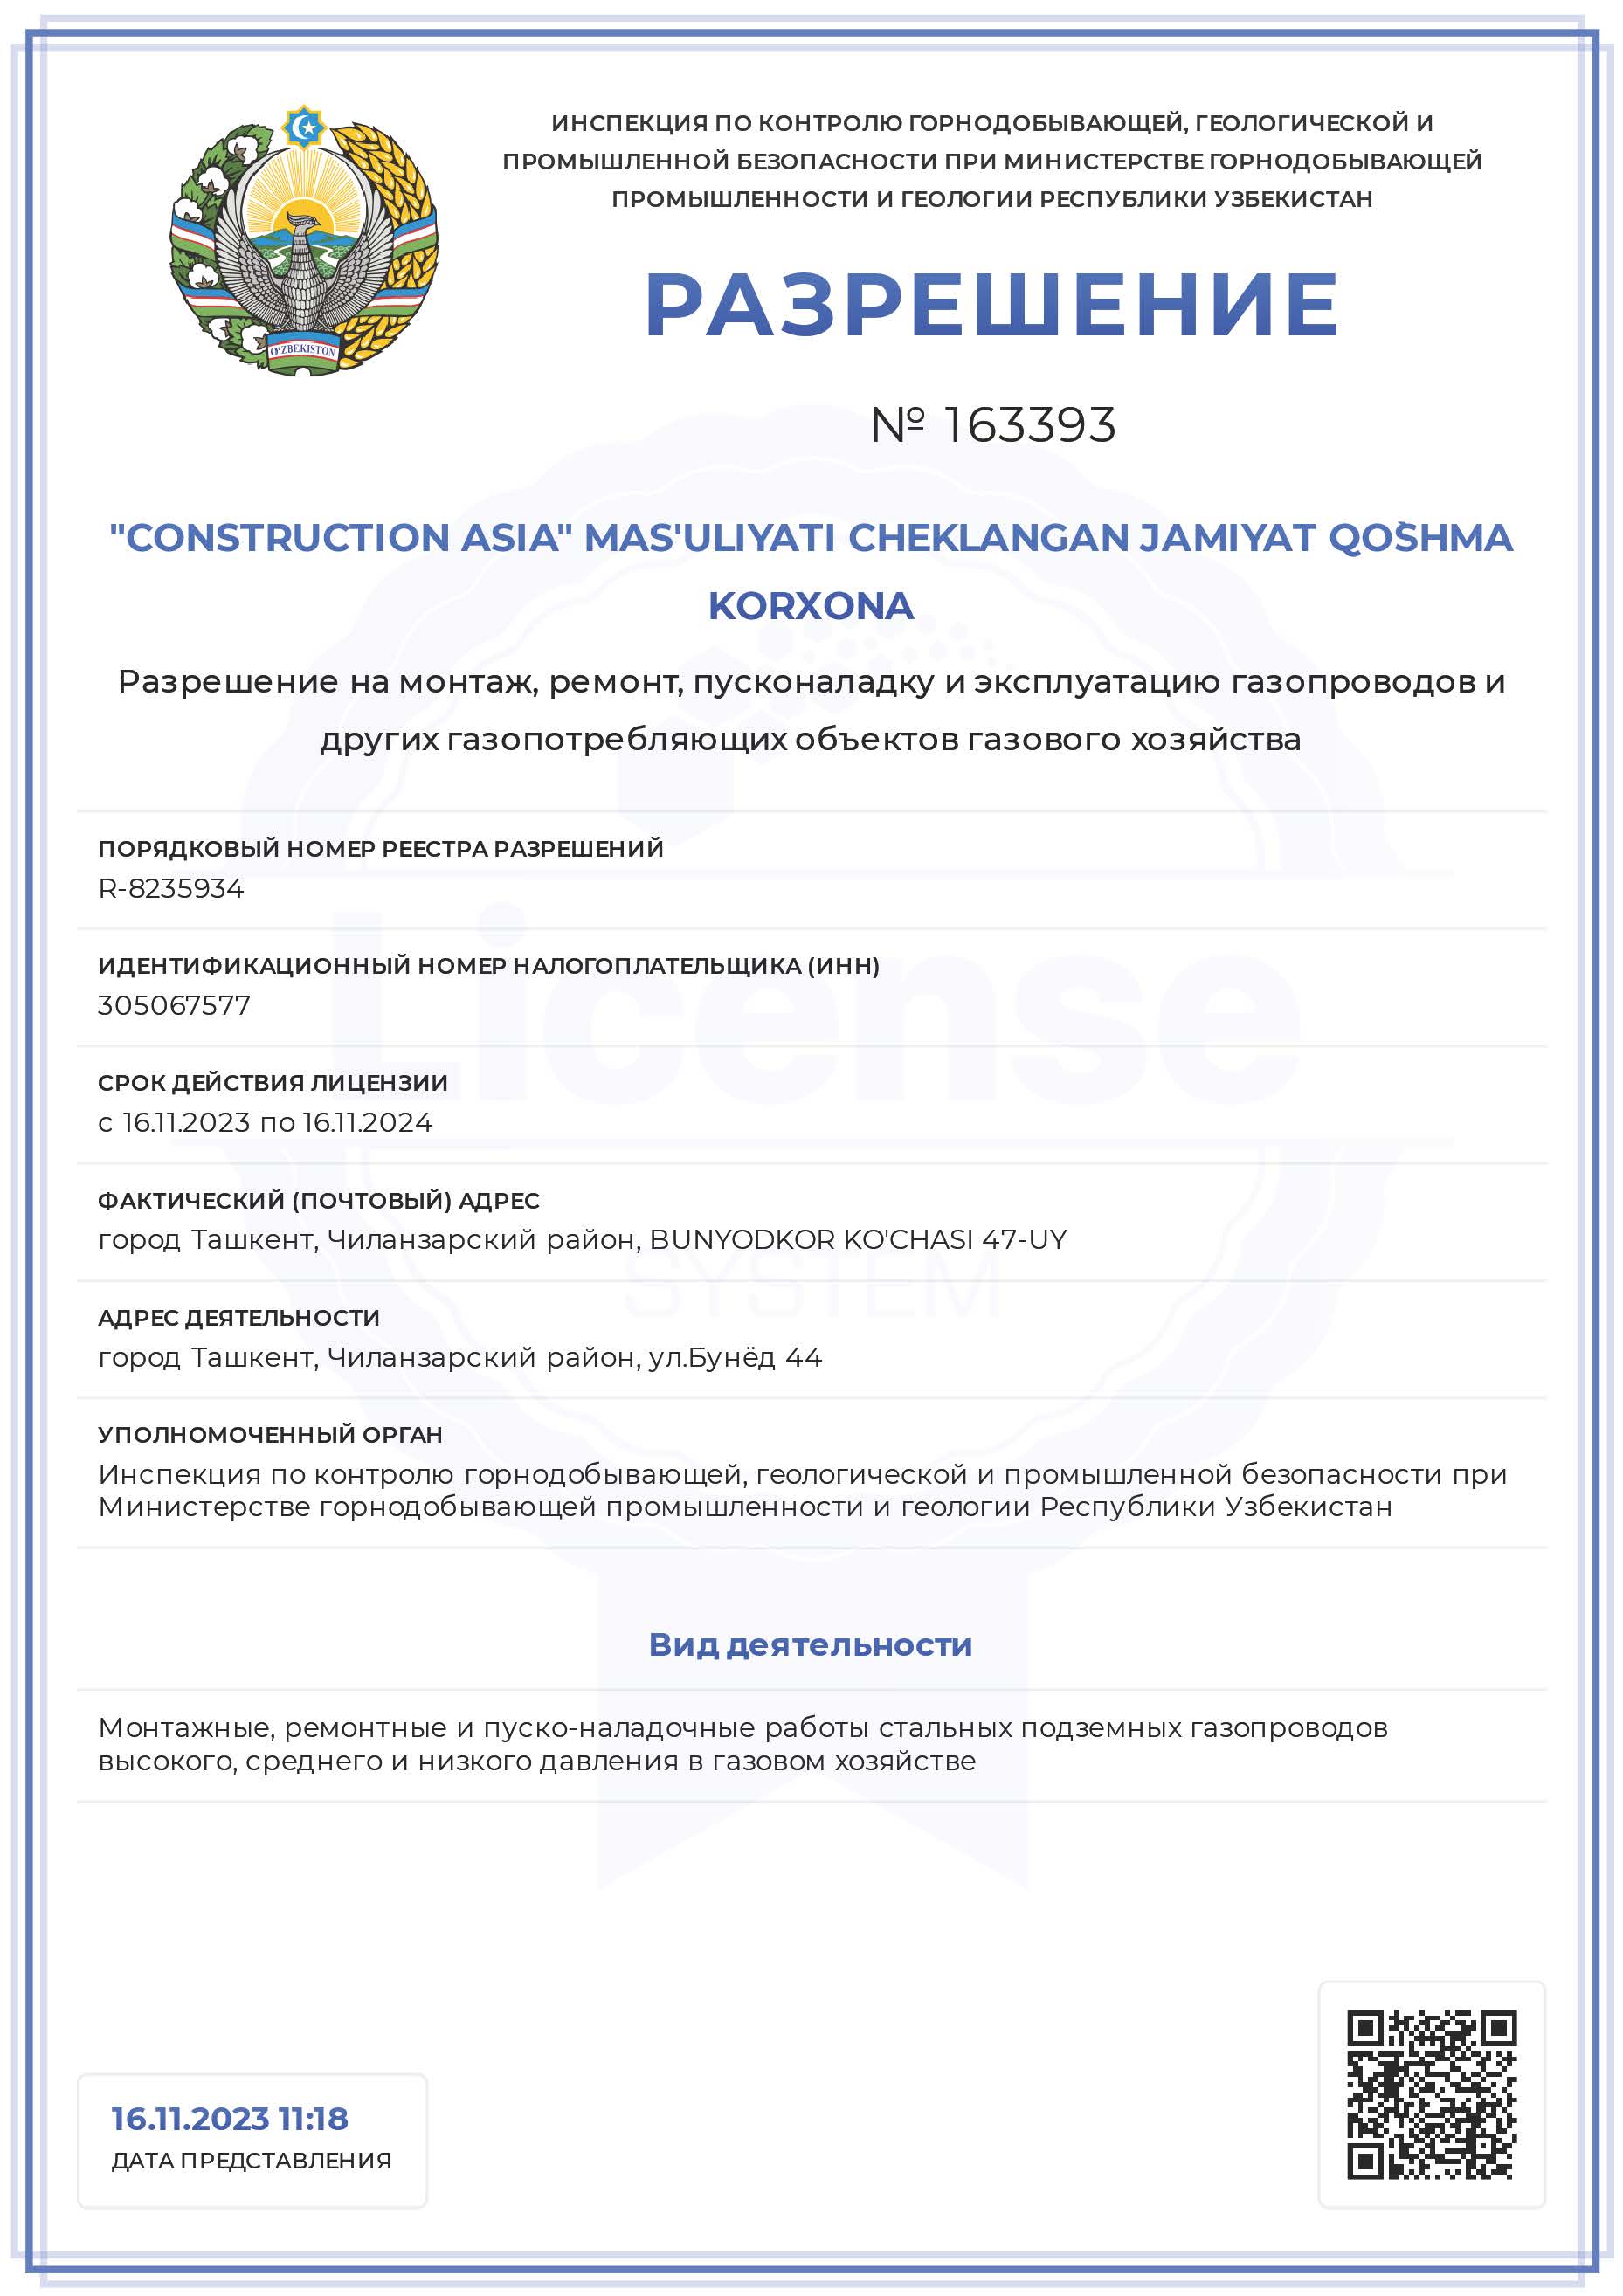 ИНСПЕКЦИЯ ПО КОНТРОЛЮ ГОРНОДОБЫВАЮЩЕЙ, ГЕОЛОГИЧЕСКОЙ И
ПРОМЫШЛЕННОЙ БЕЗОПАСНОСТИ ПРИ МИНИСТЕРСТВЕ ГОРНОДОБЫВАЮЩЕЙ
ПРОМЫШЛЕННОСТИ И ГЕОЛОГИИ РЕСПУБЛИКИ УЗБЕКИСТАН
O'ZBEKISTON
РАЗРЕШЕНИЕ
№ 163393
"CONSTRUCTION ASIA" MAS'ULIYATI CHEKLANGAN JAMIYAT QO`SHMA
KORXONA
Разрешение на монтаж, ремонт, пусконаладку и эксплуатацию газопроводов и
других газопотребляющих объектов газового хозяйства
ПОРЯДКОВЫЙ НОМЕР РЕЕСТРА РАЗРЕШЕНИЙ
R-8235934
ИДЕНТИФИКАЦИОННЫЙ НОМЕР НАЛОГОПЛАТЕЛЬЩИКА (ИНН)
305067577
License
СРОК ДЕЙСТВИЯ ЛИЦЕНЗИИ
с 16.11.2023 по 16.11.2024
ФАКТИЧЕСКИЙ (ПОЧТОВЫЙ) АДРЕС
город Ташкент, Чиланзарский район, BUNYODKOR KO'CHASI 47-UY
SYSTEM
АДРЕС ДЕЯТЕЛЬНОСТИ
город Ташкент, Чиланзарский район, ул.Бунёд 44
УПОЛНОМОЧЕННЫЙ ОРГАН
Инспекция по контролю горнодобывающей, геологической и промышленной безопасности при
Министерстве горнодобывающей промышленности и геологии Республики Узбекистан
Вид деятельности
Монтажные, ремонтные и пуско-наладочные работы стальных подземных газопроводов
высокого, среднего и низкого давления в газовом хозяйстве
16.11.2023 11:18
ДАТА ПРЕДСТАВЛЕНИЯ